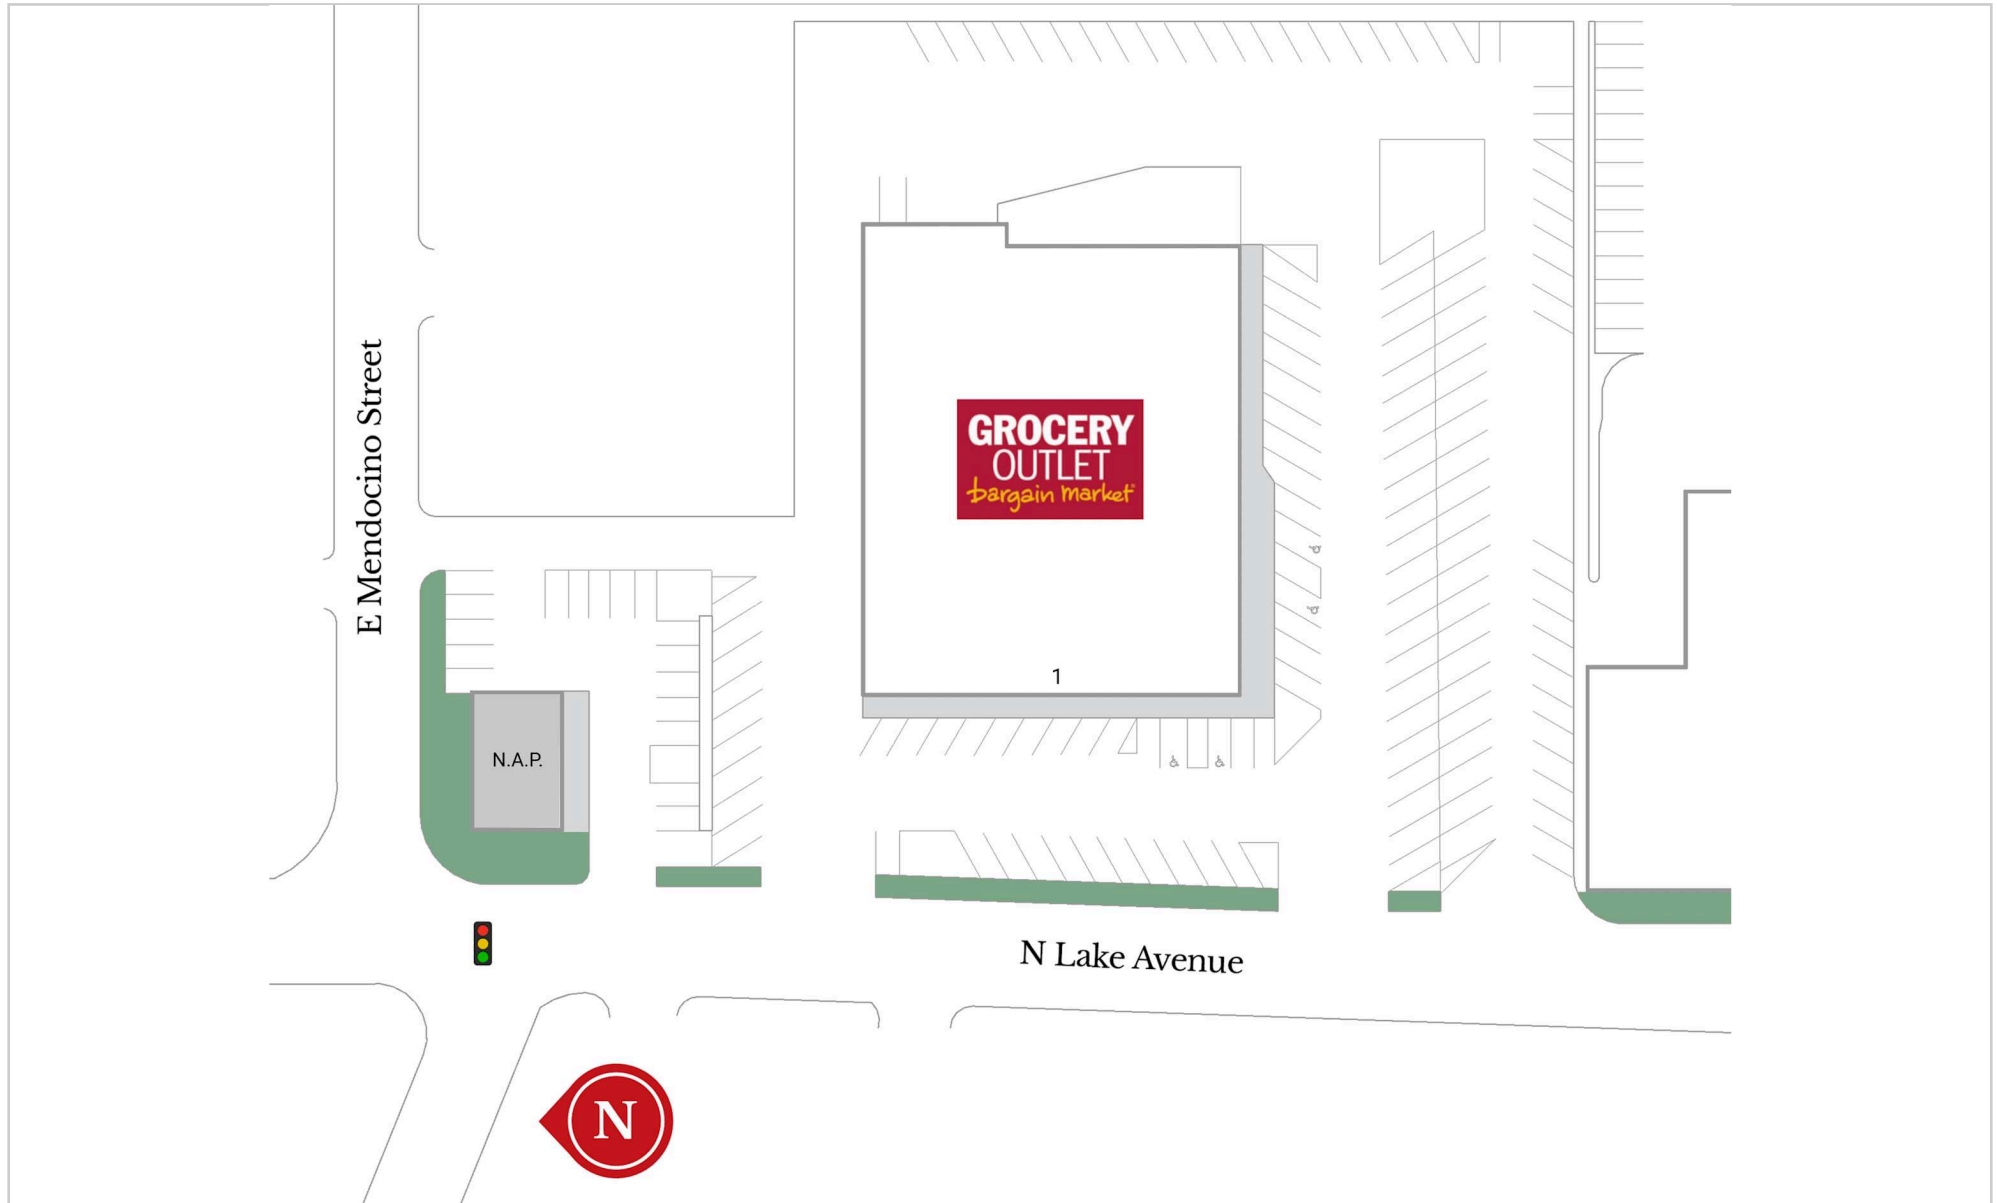 GROCERY
OUTLET
bargain market
E Mendocino Street
1
N.A.P.
N Lake Avenue
N